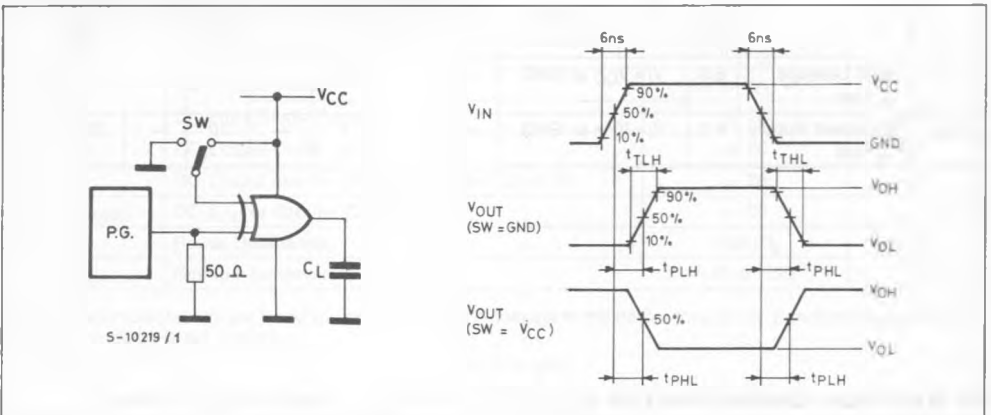 VCC
SW
P.G.
50 Ω
CL
S-10219/1
6ns
6ns
VIN
90%
50%
10%
VCC
GND
tTLH
tTHL
VOUT
(SW=GND)
90%
50%
10%
VOH
VOL
tPLH
tPHL
VOUT
(SW = VCC)
50%
VOH
VOL
tPHL
tPLH